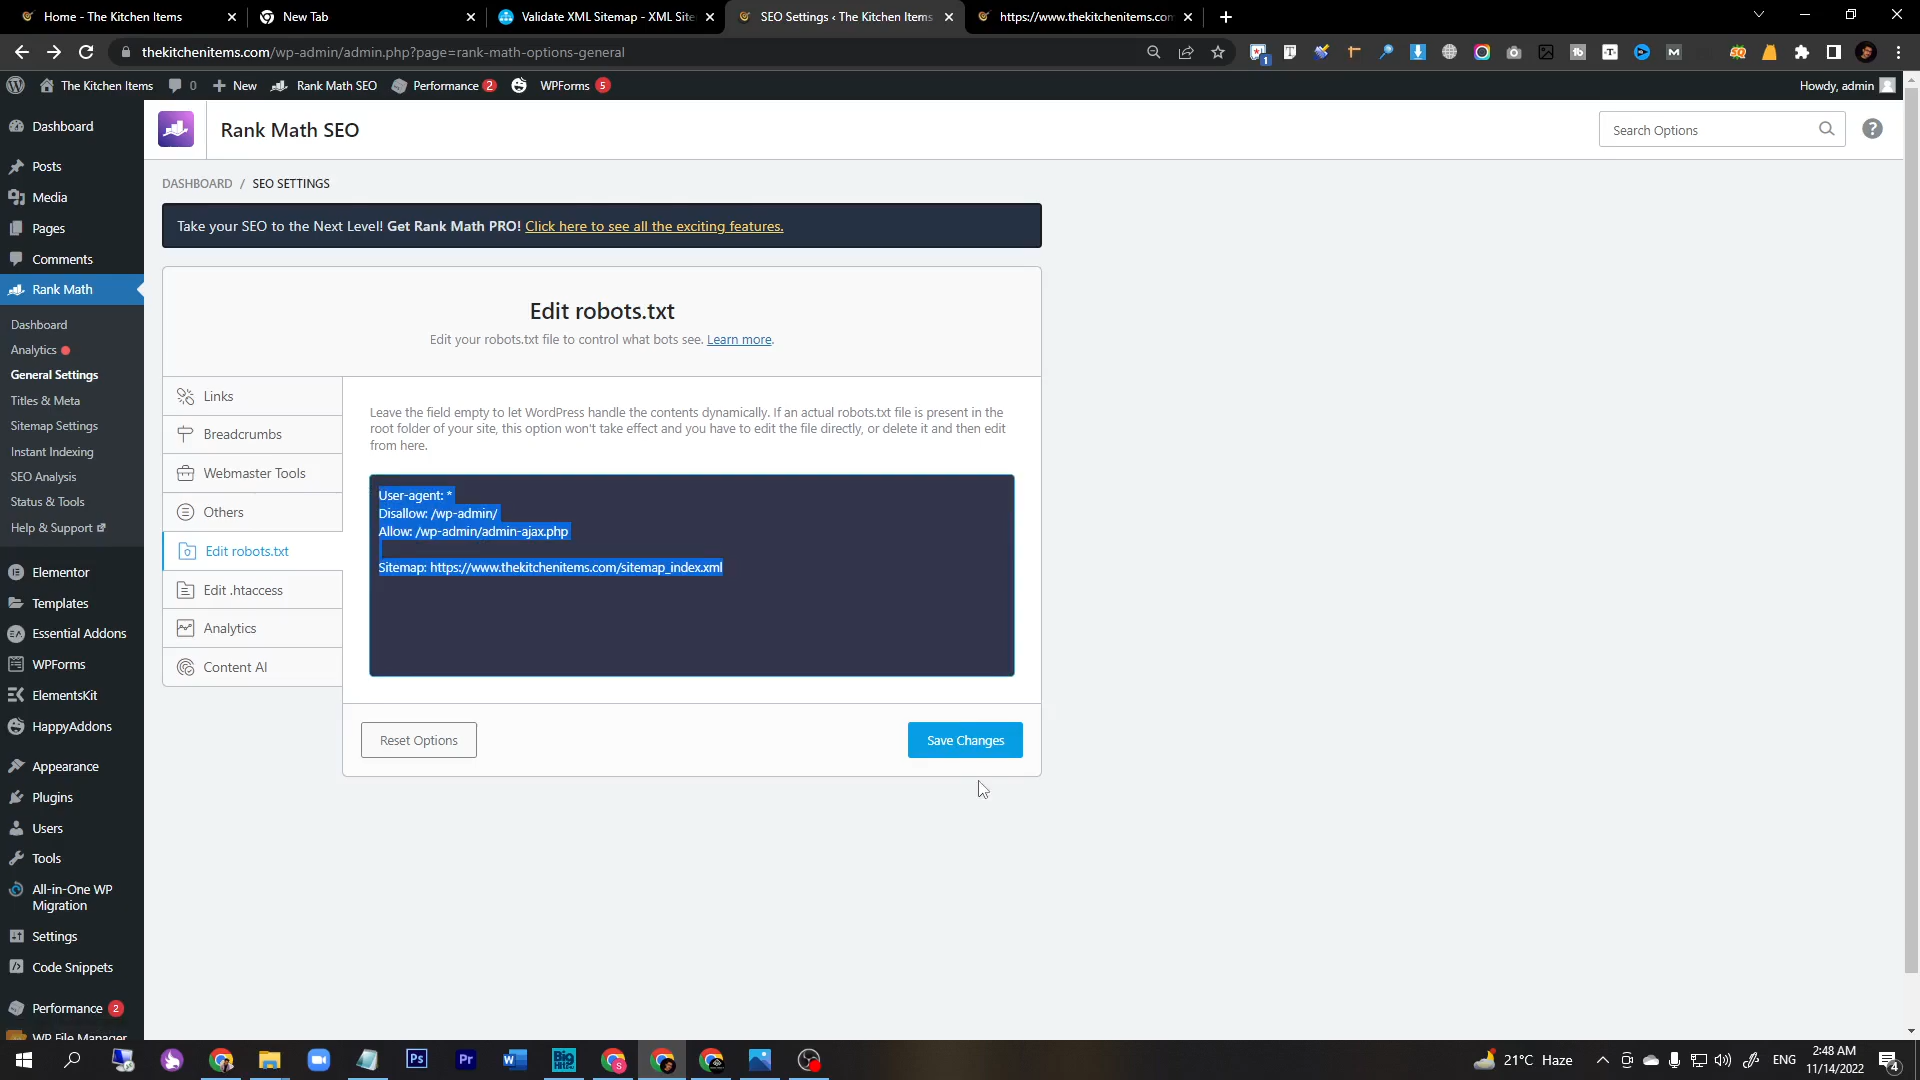 Home - The Kitchen Items
New Tab
Validate XML Sitemap - XML Site
SEO Settings ‹ The Kitchen Items
https://www.thekitchenitems.com
thekitchenitems.com/wp-admin/admin.php?page=rank-math-options-general
1
The Kitchen Items
0
New
Rank Math SEO
Performance 2
WPForms 5
Howdy, admin
Rank Math SEO
Search Options
DASHBOARD / SEO SETTINGS
Take your SEO to the Next Level! Get Rank Math PRO! Click here to see all the exciting features.
Edit robots.txt
Edit your robots.txt file to control what bots see. Learn more.
Links
Breadcrumbs
Webmaster Tools
Others
Edit robots.txt
Edit .htaccess
Analytics
Content AI
Leave the field empty to let WordPress handle the contents dynamically. If an actual robots.txt file is present in the
root folder of your site, this option won't take effect and you have to edit the file directly, or delete it and then edit
from here.
User-agent: *
Disallow: /wp-admin/
Allow: /wp-admin/admin-ajax.php
Sitemap: https://www.thekitchenitems.com/sitemap_index.xml
Reset Options
Save Changes
Dashboard
Posts
Media
Pages
Comments
Rank Math
Dashboard
Analytics
General Settings
Titles & Meta
Sitemap Settings
Instant Indexing
SEO Analysis
Status & Tools
Help & Support
Elementor
Templates
Essential Addons
WPForms
ElementsKit
HappyAddons
Appearance
Plugins
Users
Tools
All-in-One WP
Migration
Settings
Code Snippets
Performance 2
WP File Manager
21°C Haze
ENG
2:48 AM
11/14/2022
4